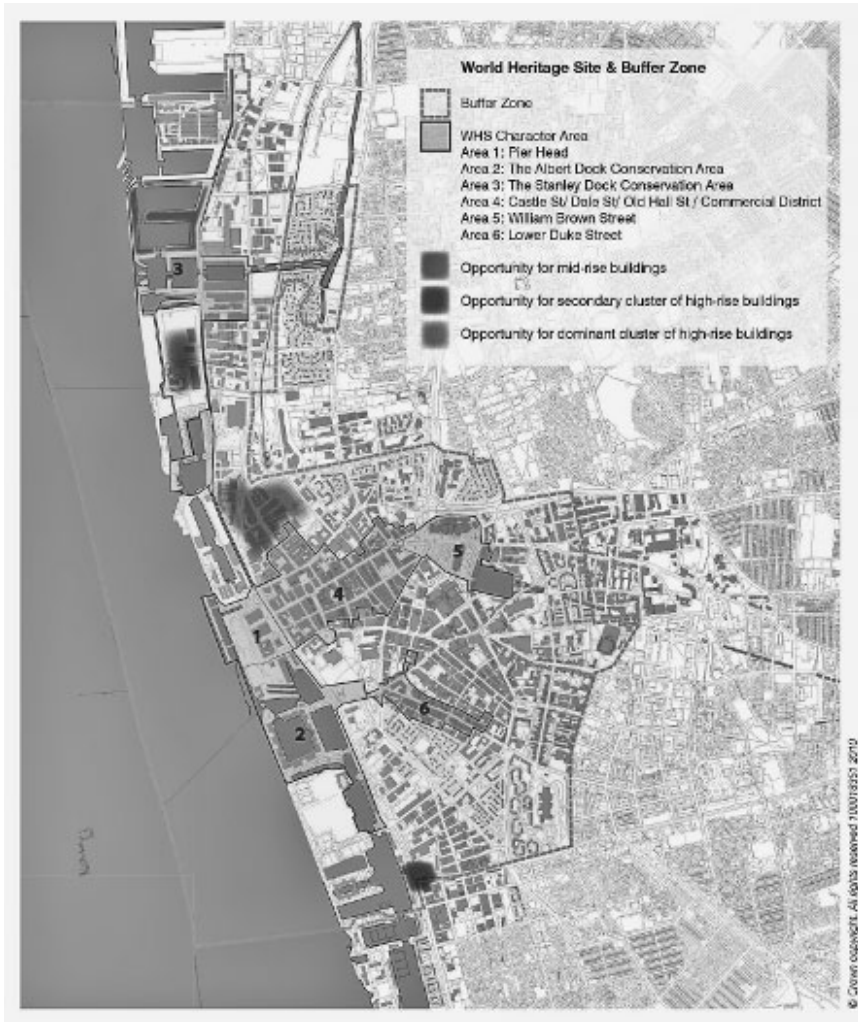 World Heritage Site & Buffer Zone
Buffer Zone
WHS Character Area
Area 1: Pier Head
Area 2: The Albert Dock Conservation Area
Area 3: The Stanley Dock Conservation Area
Area 4: Castle St/ Dale St/ Old Hall St / Commercial District
Area 5: William Brown Street
Area 6: Lower Duke Street
Opportunity for mid-rise buildings
Opportunity for secondary cluster of high-rise buildings
Opportunity for dominant cluster of high-rise buildings
3
5
4
1
6
2
© Crown copyright. All rights reserved 100018351 2010